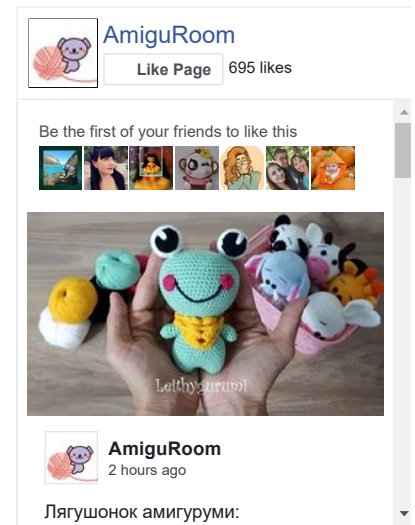 AmiguRoom
Like Page
695 likes
Be the first of your friends to like this
Leithygurumi
AmiguRoom
2 hours ago
Лягушонок амигуруми: